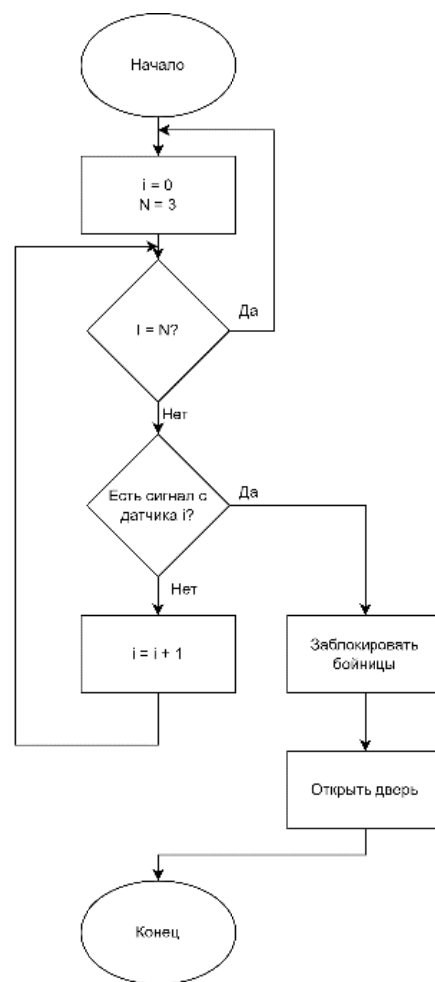 Начало
i = 0
N = 3
I = N?
Да
Нет
Есть сигнал с
датчика i?
Да
Нет
i = i + 1
Заблокировать
бойницы
Открыть дверь
Конец